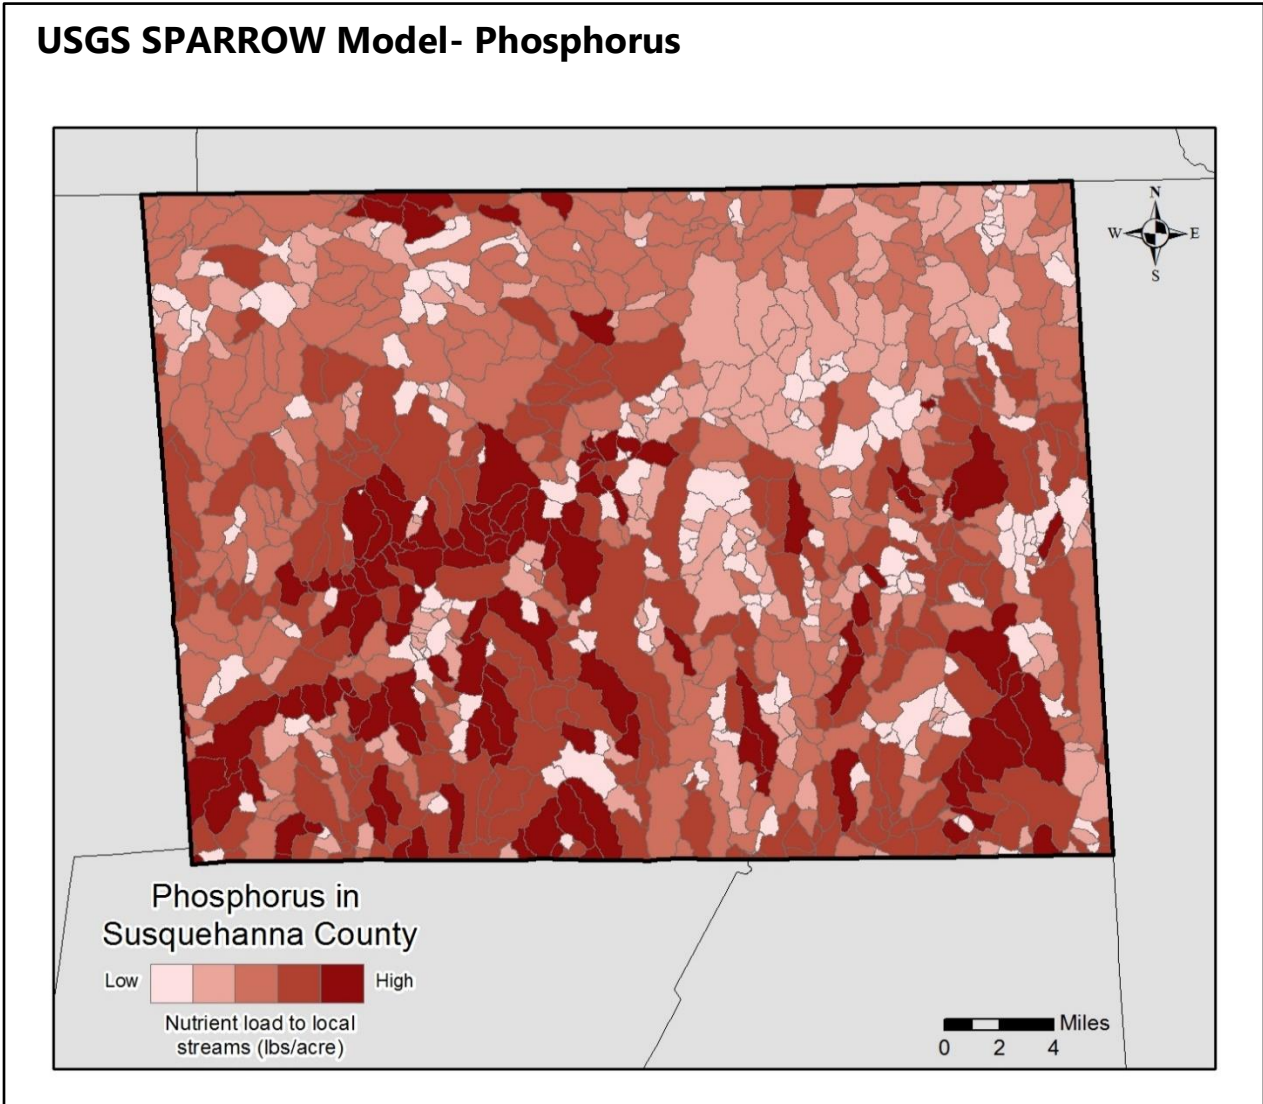 USGS SPARROW Model- Phosphorus
N
W E
S
Phosphorus in
Susquehanna County
Low High
Nutrient load to local
streams (lbs/acre)
Miles
0 2 4